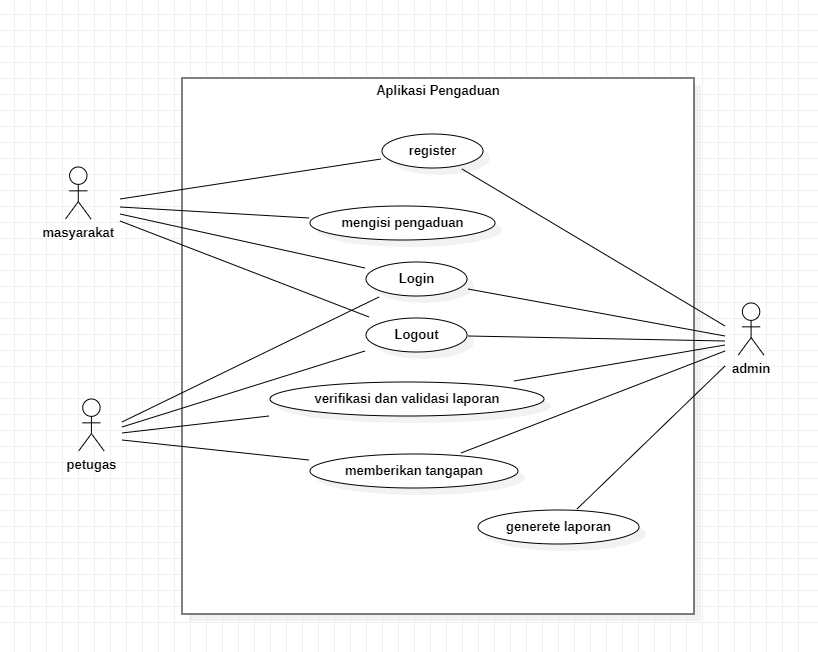 Aplikasi Pengaduan
register
masyarakat
mengisi pengaduan
Login
Logout
admin
verifikasi dan validasi laporan
petugas
memberikan tangapan
generete laporan